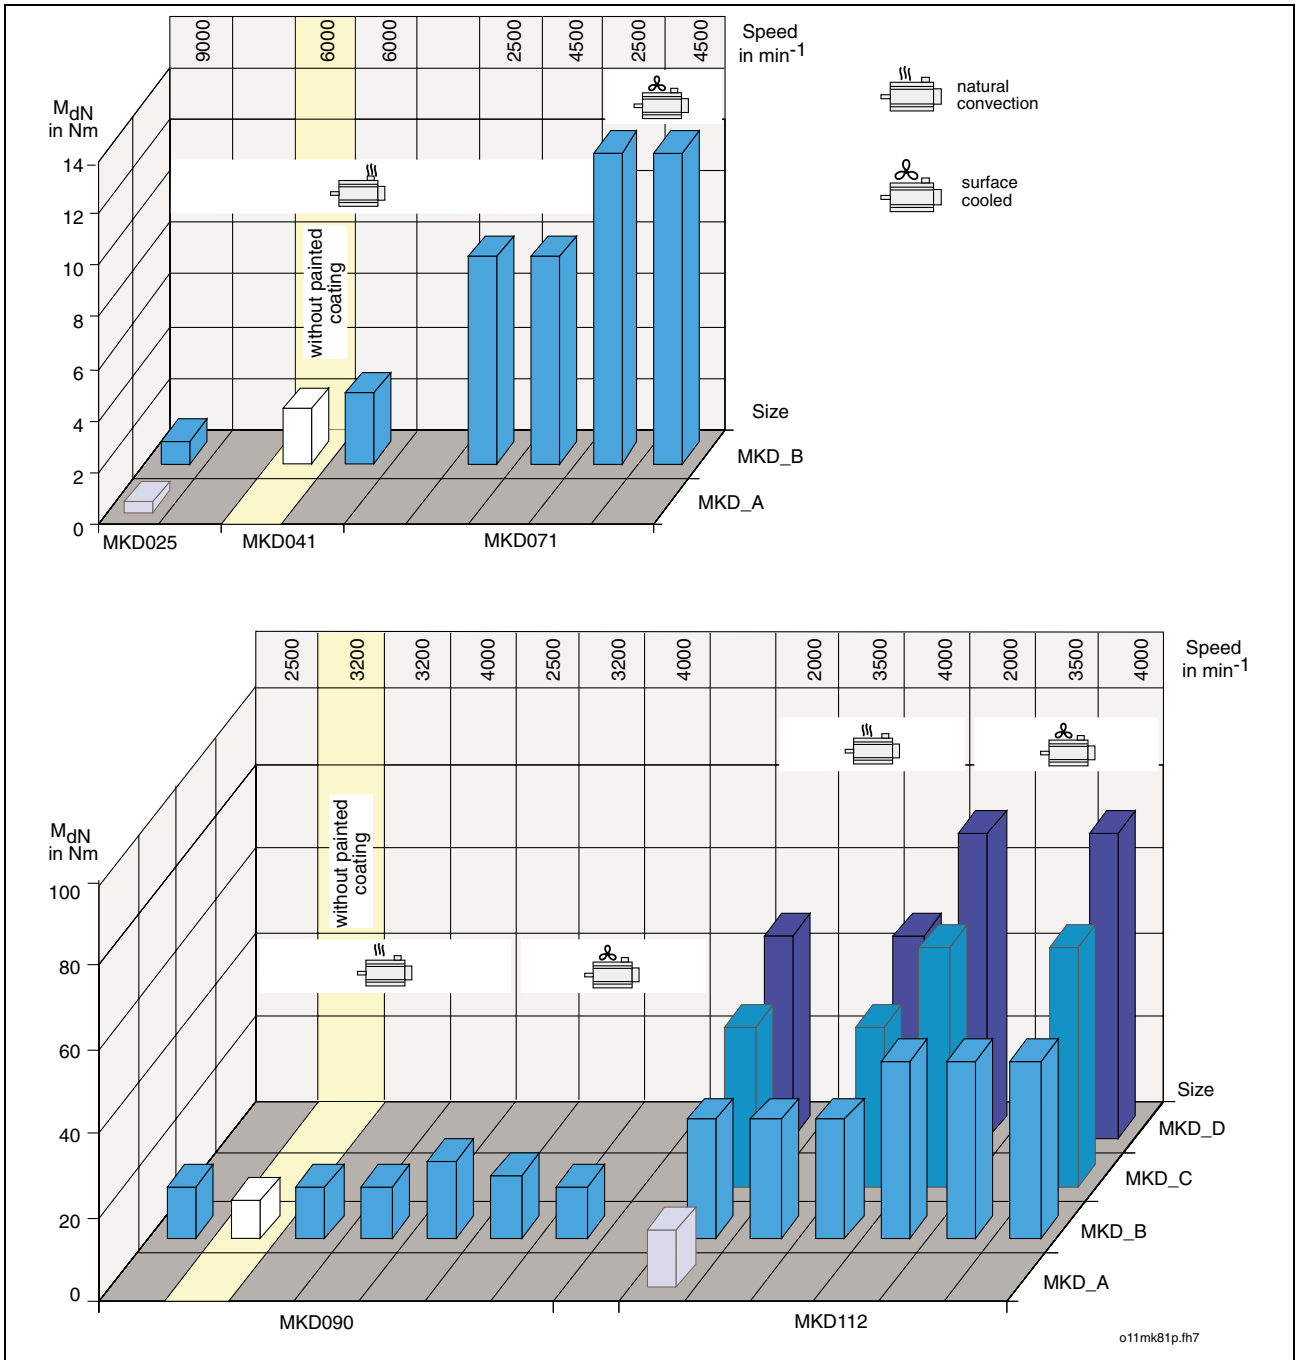 9000
6000
6000
2500
4500
2500
4500
Speed
in min-1
natural
convection
surface
cooled
MdN
in Nm
14
12
10
8
6
4
2
0
without painted
coating
Size
MKD_B
MKD_A
MKD025
MKD041
MKD071
2500
3200
3200
4000
2500
3200
4000
2000
3500
4000
2000
3500
4000
Speed
in min-1
MdN
in Nm
100
80
60
40
20
0
without painted
coating
Size
MKD_D
MKD_C
MKD_B
MKD_A
MKD090
MKD112
o11mk81p.fh7